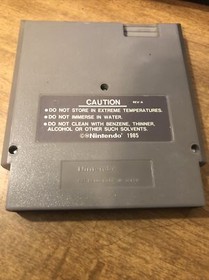 CAUTION
● DO NOT STORE IN EXTREME TEMPERATURES.
● DO NOT IMMERSE IN WATER.
● DO NOT CLEAN WITH BENZENE, THINNER,
ALCOHOL OR OTHER SUCH SOLVENTS.
©®Nintendo® 1985